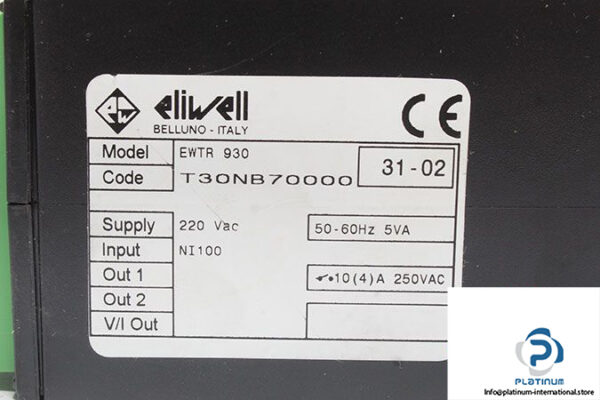 eliwell
BELLUNO - ITALY
CE
Model EWTR 930
Code T30NB70000
31-02
Supply 220 Vac 50-60Hz 5VA
Input NI100
Out 1 10(4)A 250VAC
Out 2
V/I Out
PLATINUM
Info@platinum-international.store